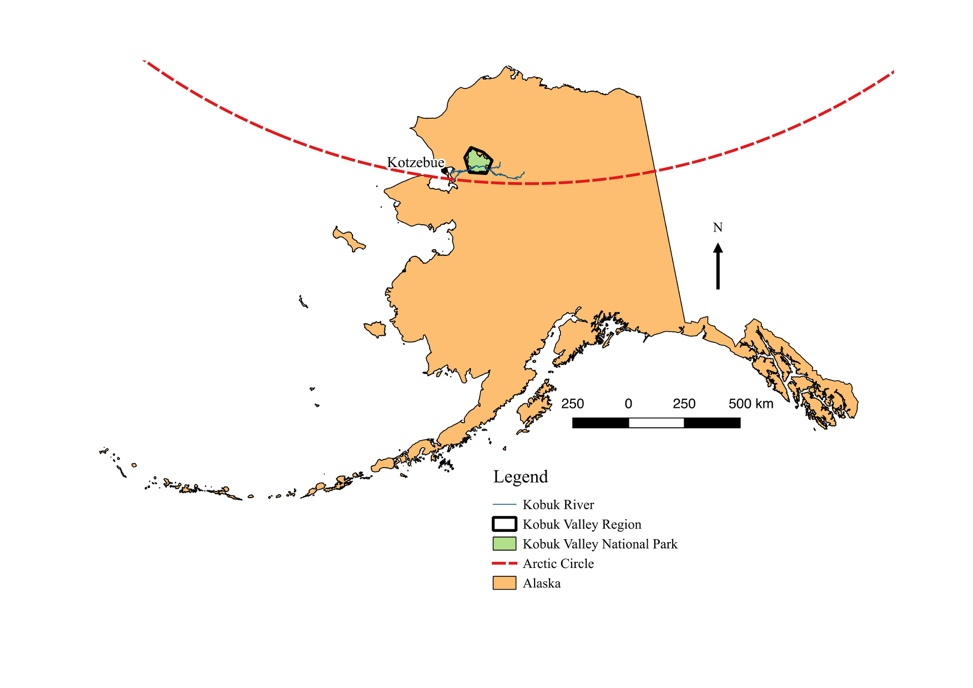 Kotzebue
N
250 0 250 500 km
Legend
Kobuk River
Kobuk Valley Region
Kobuk Valley National Park
Arctic Circle
Alaska